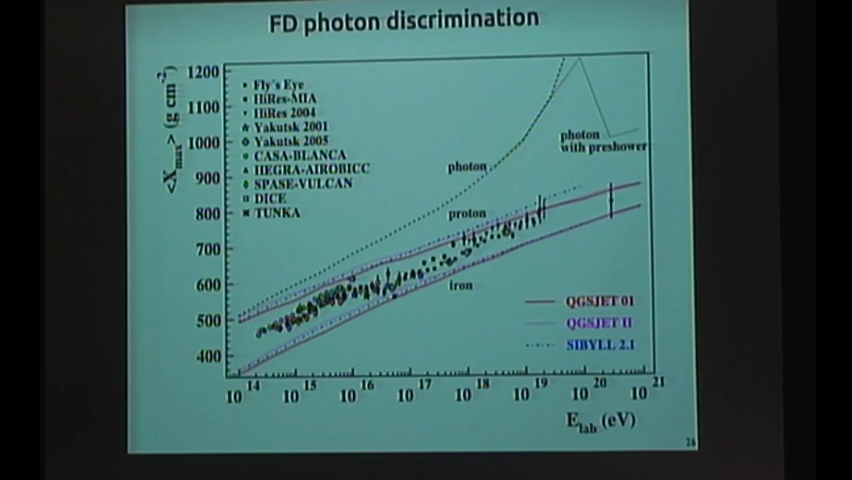 FD photon discrimination
<X_max> (g cm^-2)
1200
1100
1000
900
800
700
600
500
400
Fly's Eye
HiRes-MIA
HiRes 2004
Yakutsk 2001
Yakutsk 2005
CASA-BLANCA
HEGRA-AIROBICC
SPASE-VULCAN
DICE
TUNKA
photon
photon
with preshower
proton
iron
QGSJET 01
QGSJET II
SIBYLL 2.1
10^14 10^15 10^16 10^17 10^18 10^19 10^20 10^21
E_lab (eV)